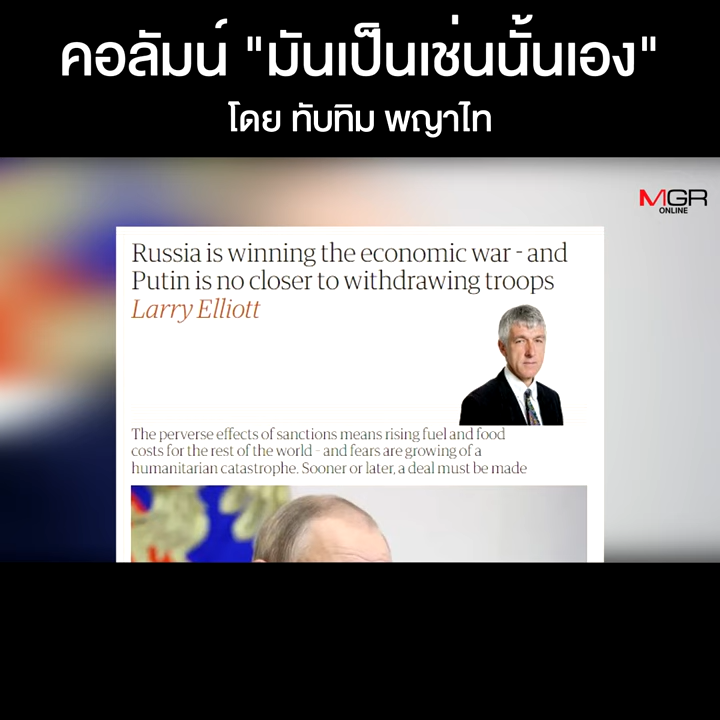 คอลัมน์ "มันเป็นเช่นนั้นเอง"
โดย ทับทิม พญาไท
MGR
ONLINE
Russia is winning the economic war - and
Putin is no closer to withdrawing troops
Larry Elliott
The perverse effects of sanctions means rising fuel and food
costs for the rest of the world - and fears are growing of a
humanitarian catastrophe. Sooner or later, a deal must be made